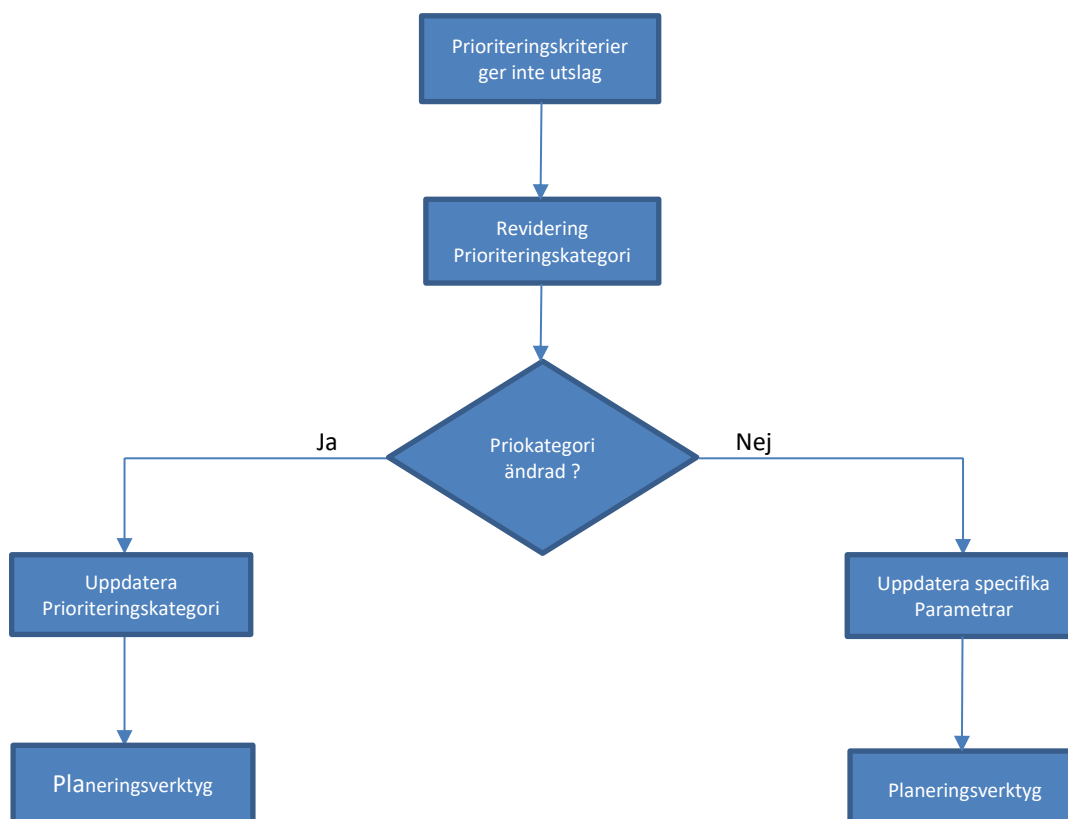 Prioriteringskriterier
ger inte utslag
Revidering
Prioriteringskategori
Ja
Priokategori
ändrad ?
Nej
Uppdatera
Prioriteringskategori
Uppdatera specifika
Parametrar
Planeringsverktyg
Planeringsverktyg